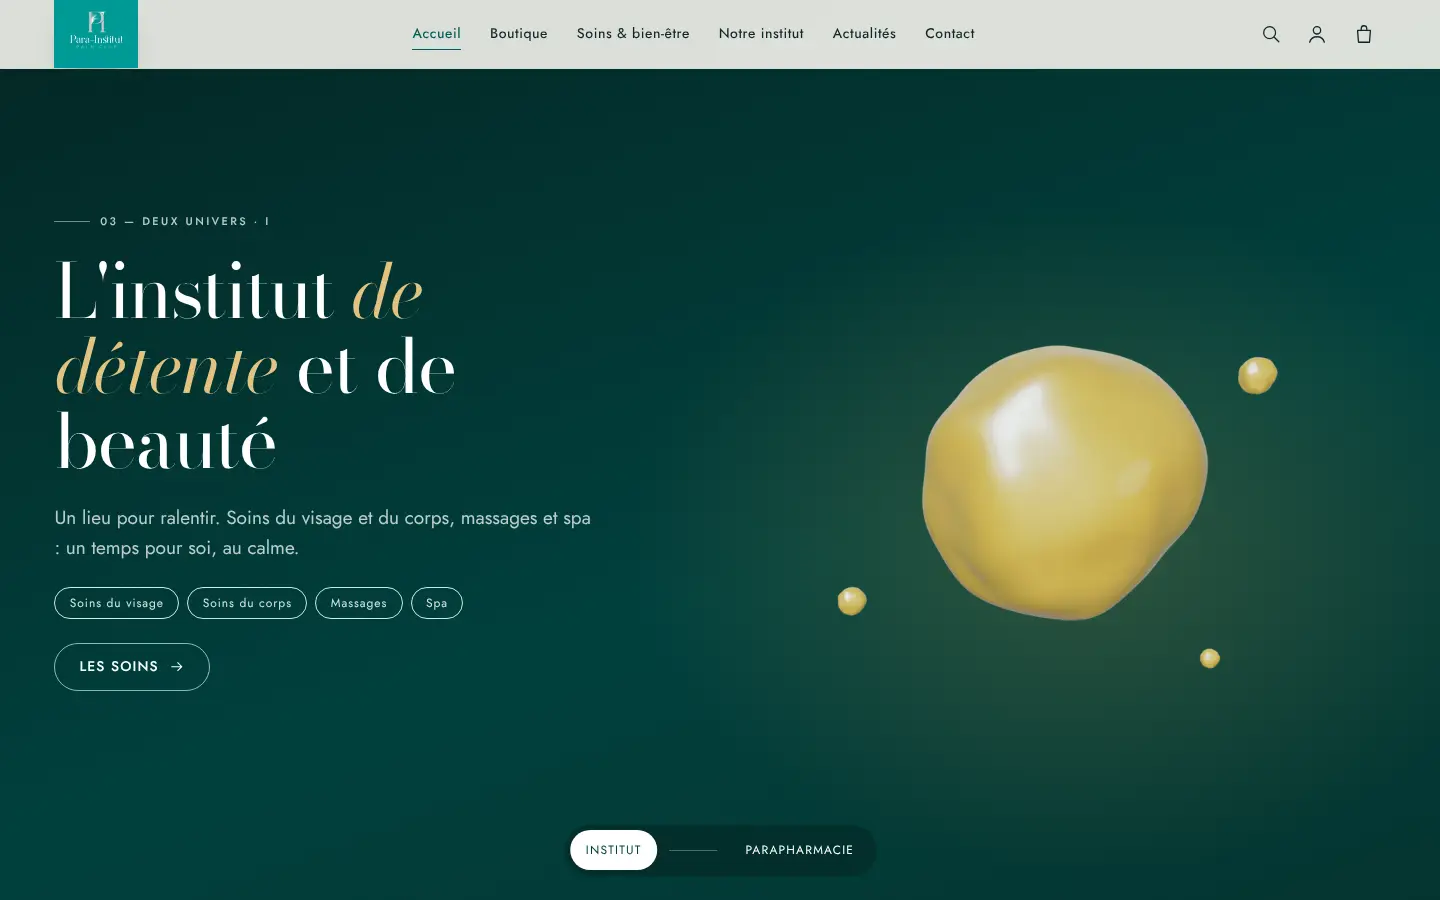 Para-Institut
Accueil
Boutique
Soins & bien-être
Notre institut
Actualités
Contact
03 — DEUX UNIVERS · I
L'institut de
détente et de
beauté
Un lieu pour ralentir. Soins du visage et du corps, massages et spa
: un temps pour soi, au calme.
Soins du visage
Soins du corps
Massages
Spa
LES SOINS →
INSTITUT
PARAPHARMACIE